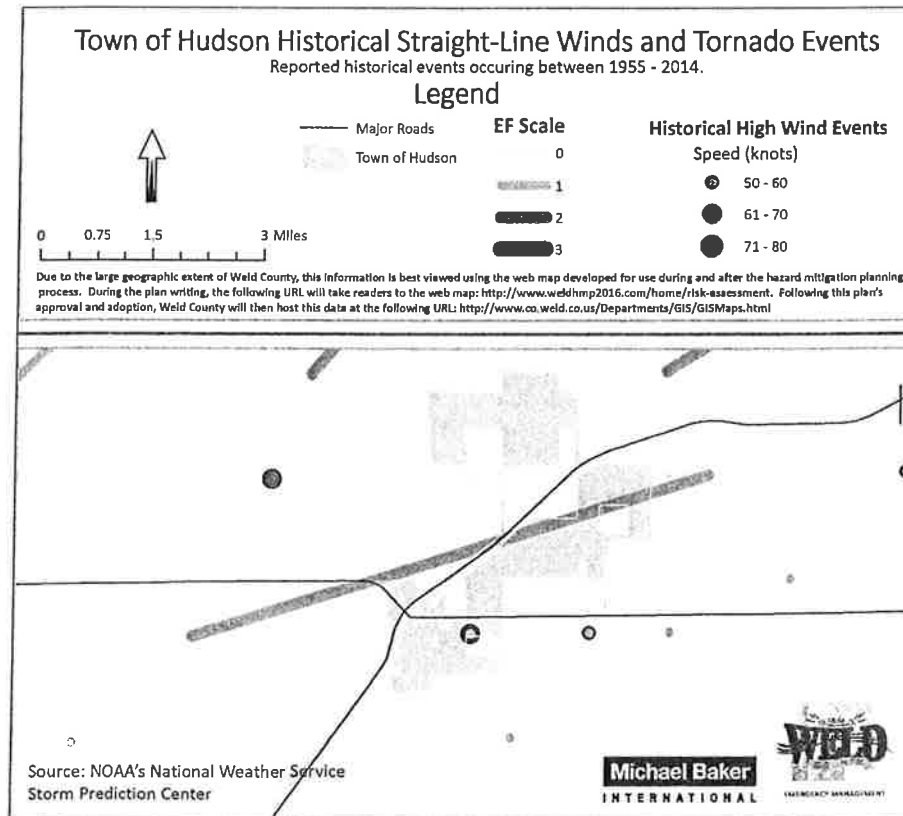 Town of Hudson Historical Straight-Line Winds and Tornado Events
Reported historical events occuring between 1955 - 2014.
Legend
Major Roads
Town of Hudson
EF Scale
0
1
2
3
Historical High Wind Events
Speed (knots)
50 - 60
61 - 70
71 - 80
0 0.75 1.5 3 Miles
Due to the large geographic extent of Weld County, this information is best viewed using the web map developed for use during and after the hazard mitigation planning
process. During the plan writing, the following URL will take readers to the web map: http://www.weldhmp2016.com/home/risk-assessment. Following this plan's
approval and adoption, Weld County will then host this data at the following URL: http://www.co.weld.co.us/Departments/GIS/GISMaps.html
Source: NOAA's National Weather Service
Storm Prediction Center
Michael Baker
INTERNATIONAL
WELD
EMERGENCY MANAGEMENT